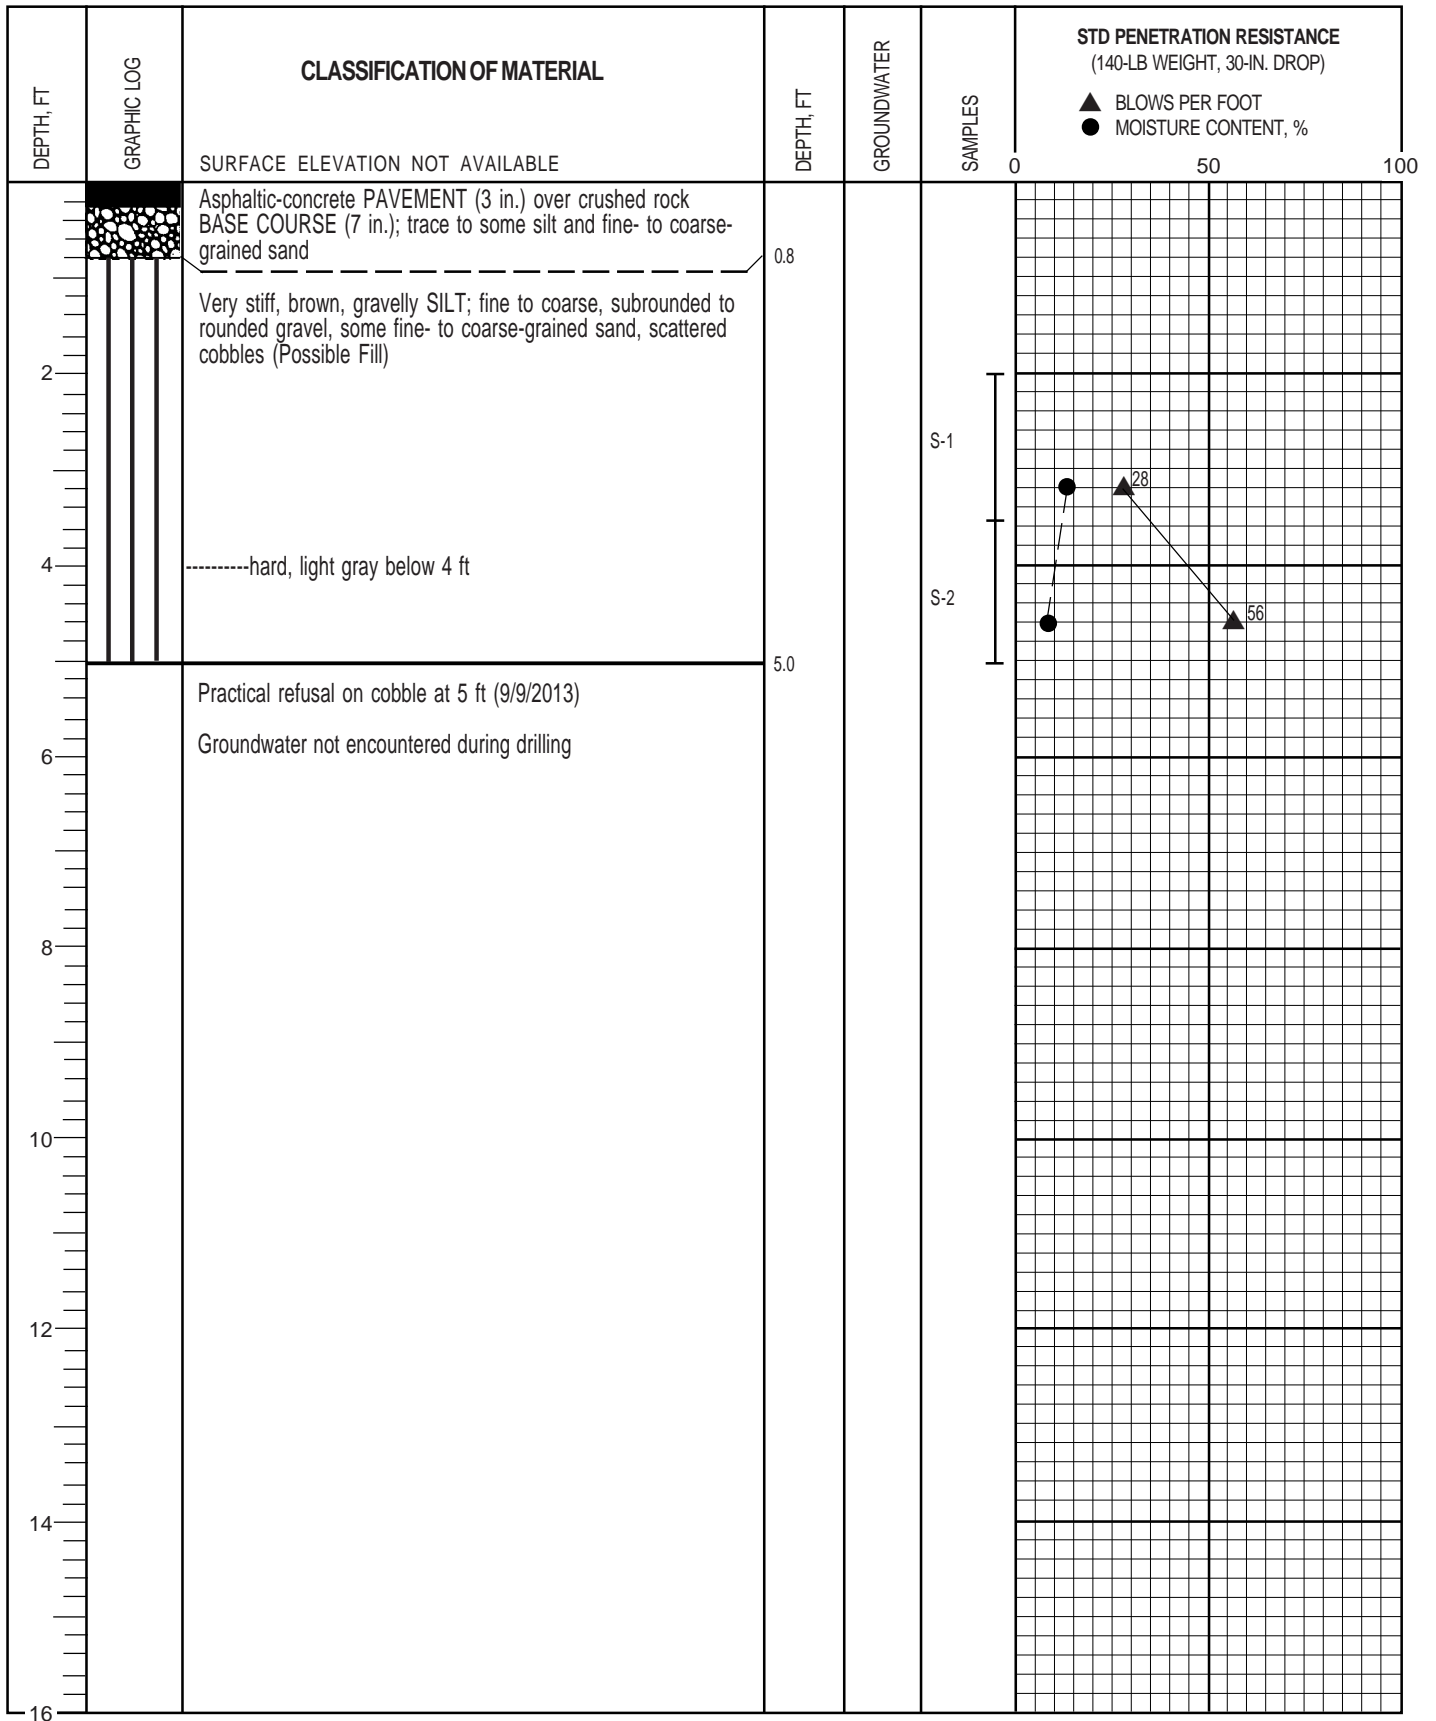 DEPTH, FT
GRAPHIC LOG
CLASSIFICATION OF MATERIAL
SURFACE ELEVATION NOT AVAILABLE
DEPTH, FT
GROUNDWATER
SAMPLES
STD PENETRATION RESISTANCE
(140-LB WEIGHT, 30-IN. DROP)
BLOWS PER FOOT
MOISTURE CONTENT, %
0 50 100
Asphaltic-concrete PAVEMENT (3 in.) over crushed rock
BASE COURSE (7 in.); trace to some silt and fine- to coarse-
grained sand
0.8
Very stiff, brown, gravelly SILT; fine to coarse, subrounded to
rounded gravel, some fine- to coarse-grained sand, scattered
cobbles (Possible Fill)
2
S-1
28
4
----------hard, light gray below 4 ft
S-2
56
5.0
Practical refusal on cobble at 5 ft (9/9/2013)
Groundwater not encountered during drilling
6
8
10
12
14
16